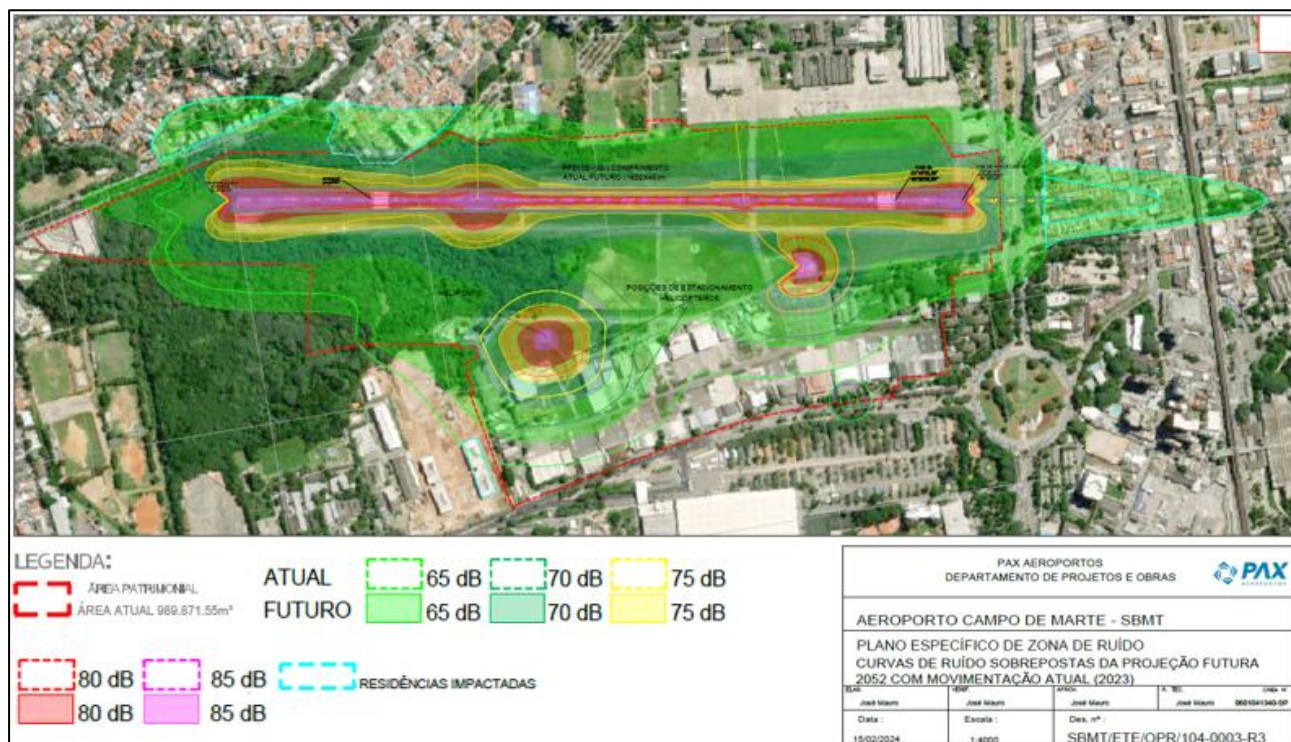 POSIÇÕES DE ESTACIONAMENTO
HELICÓPTEROS
LEGENDA:
ÁREA PATRIMONIAL
ÁREA ATUAL 989.871.55m²
ATUAL 65 dB 70 dB 75 dB
FUTURO 65 dB 70 dB 75 dB
80 dB 85 dB RESIDÊNCIAS IMPACTADAS
80 dB 85 dB
PAX AEROPORTOS
DEPARTAMENTO DE PROJETOS E OBRAS
PAX
AEROPORTOS
AEROPORTO CAMPO DE MARTE - SBMT
PLANO ESPECÍFICO DE ZONA DE RUÍDO
CURVAS DE RUÍDO SOBREPOSTAS DA PROJEÇÃO FUTURA
2052 COM MOVIMENTAÇÃO ATUAL (2023)
José Mauro José Mauro José Mauro José Mauro
Data : Escala : Des. nº :
15/02/2024 1:4000 SBMT/ETE/OPR/104-0003-R3